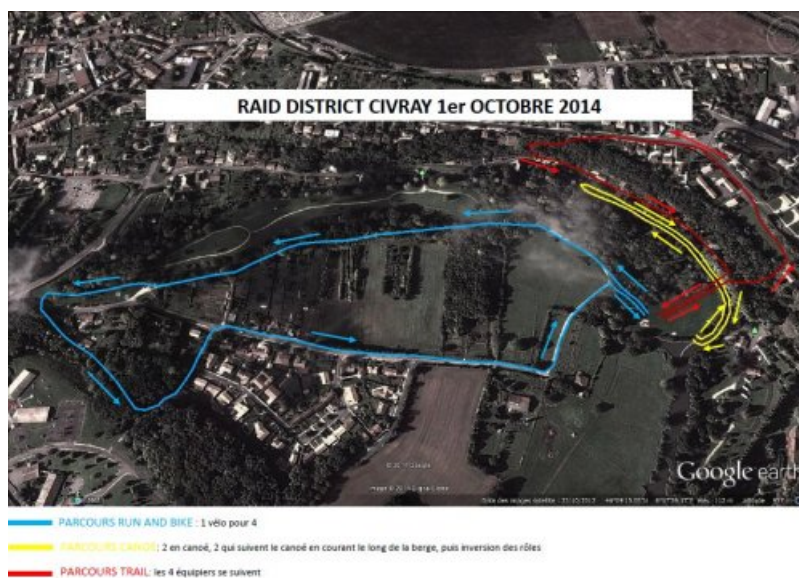 RAID DISTRICT CIVRAY 1er OCTOBRE 2014
Google earth
PARCOURS RUN AND BIKE : 1 vélo pour 4
PARCOURS CANOE: 2 en canoé, 2 qui suivent le canoé en courant le long de la berge, puis inversion des rôles
PARCOURS TRAIL: les 4 équipiers se suivent